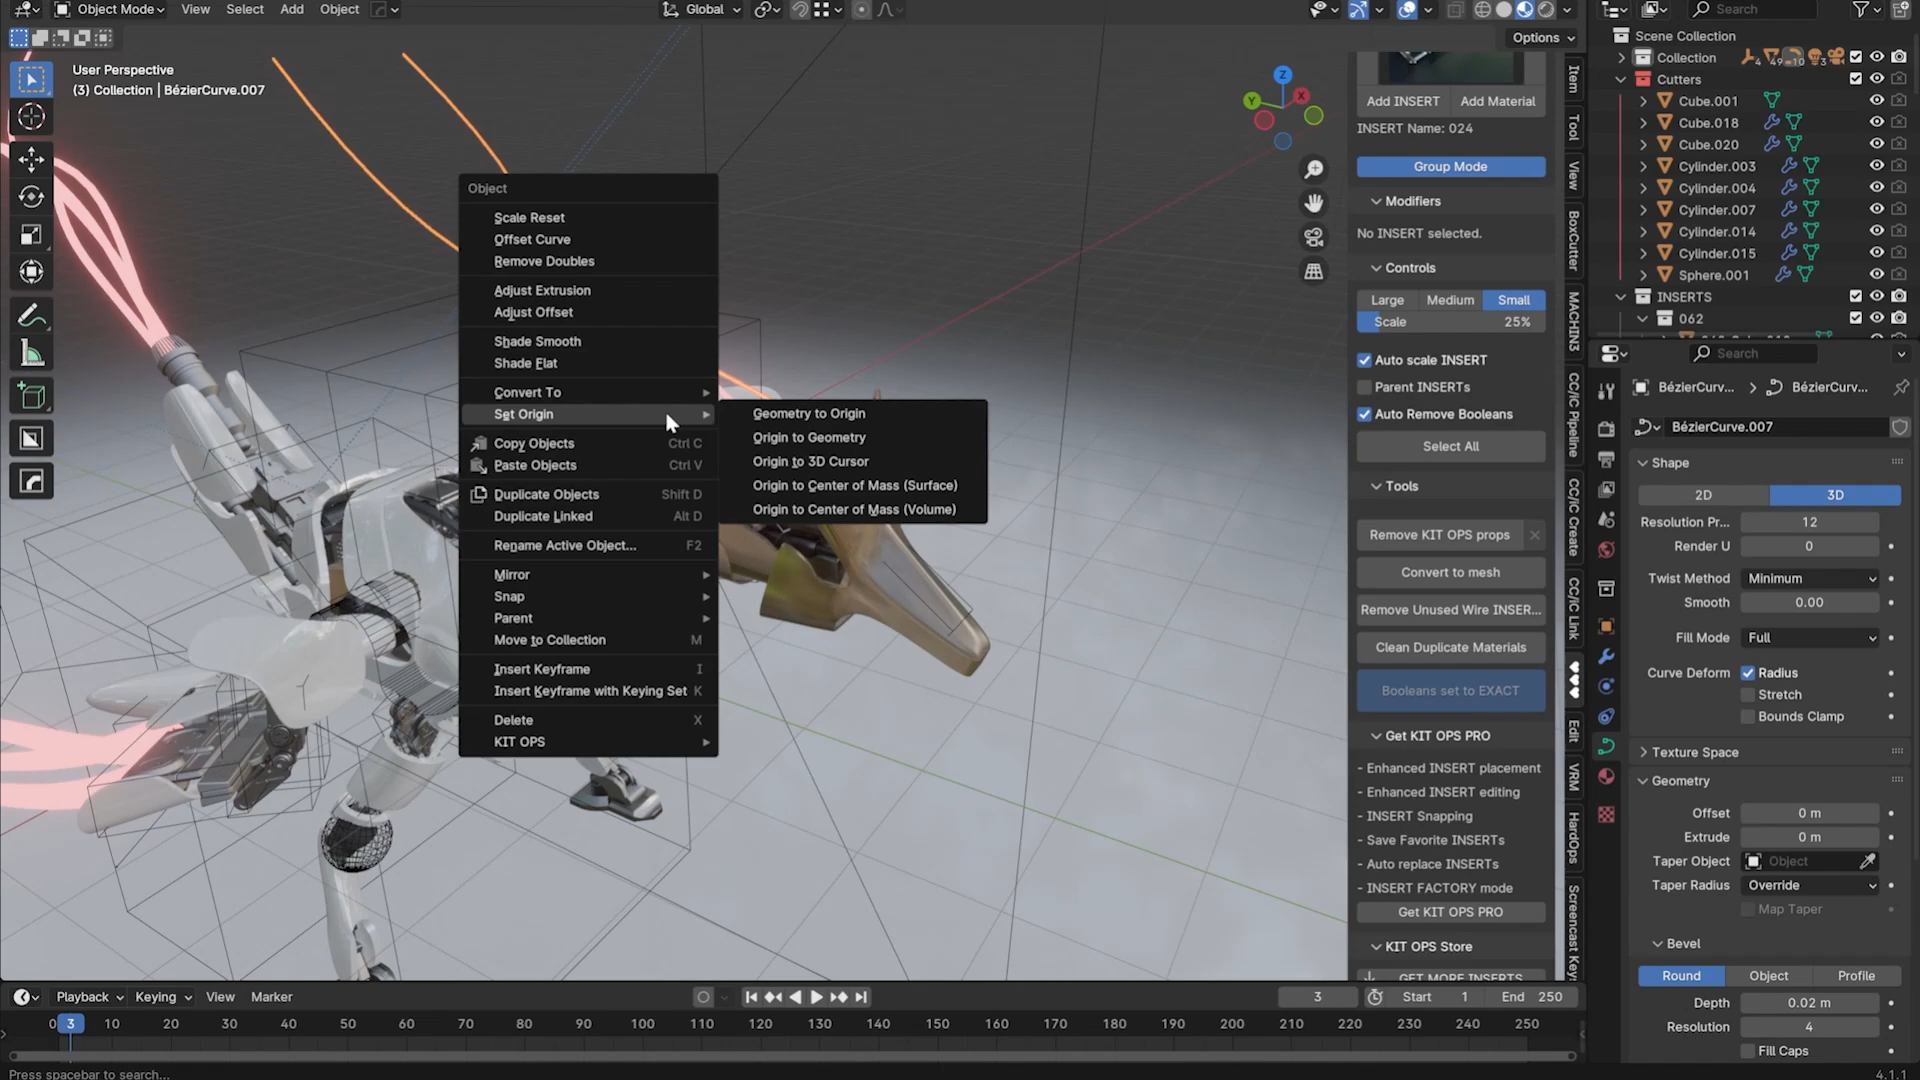 Object Mode
View
Select
Add
Object
Global
Search
Options
User Perspective
(3) Collection | BézierCurve.007
Z
Y
X
Object
Scale Reset
Offset Curve
Remove Doubles
Adjust Extrusion
Adjust Offset
Shade Smooth
Shade Flat
Convert To
Set Origin
Copy Objects Ctrl C
Paste Objects Ctrl V
Duplicate Objects Shift D
Duplicate Linked Alt D
Rename Active Object... F2
Mirror
Snap
Parent
Move to Collection M
Insert Keyframe I
Insert Keyframe with Keying Set K
Delete X
KIT OPS
Geometry to Origin
Origin to Geometry
Origin to 3D Cursor
Origin to Center of Mass (Surface)
Origin to Center of Mass (Volume)
Add INSERT Add Material
INSERT Name: 024
Group Mode
Modifiers
No INSERT selected.
Controls
Large Medium Small
Scale 25%
Auto scale INSERT
Parent INSERTs
Auto Remove Booleans
Select All
Tools
Remove KIT OPS props
Convert to mesh
Remove Unused Wire INSER...
Clean Duplicate Materials
Booleans set to EXACT
Get KIT OPS PRO
- Enhanced INSERT placement
- Enhanced INSERT editing
- INSERT Snapping
- Save Favorite INSERTs
- Auto replace INSERTs
- INSERT FACTORY mode
Get KIT OPS PRO
KIT OPS Store
GET MORE INSERTS
Item
Tool
View
BoxCutter
MACHIN3
CC/iC Pipeline
CC/iC Create
CC/iC Link
Edit
VRM
HardOps
Screencast Key
Scene Collection
Collection 4 49 10 3
Cutters
Cube.001
Cube.018
Cube.020
Cylinder.003
Cylinder.004
Cylinder.007
Cylinder.014
Cylinder.015
Sphere.001
INSERTS
062
Search
BézierCurv... BézierCurv...
BézierCurve.007
Shape
2D 3D
Resolution Pr... 12
Render U 0
Twist Method Minimum
Smooth 0.00
Fill Mode Full
Curve Deform Radius
Stretch
Bounds Clamp
Texture Space
Geometry
Offset 0 m
Extrude 0 m
Taper Object Object
Taper Radius Override
Map Taper
Bevel
Round Object Profile
Depth 0.02 m
Resolution 4
Fill Caps
Playback Keying View Marker
3 Start 1 End 250
0 3 10 20 30 40 50 60 70 80 90 100 110 120 130 140 150 160 170 180 190 200 210 220 230 240 250
Press spacebar to search...
4.1.1